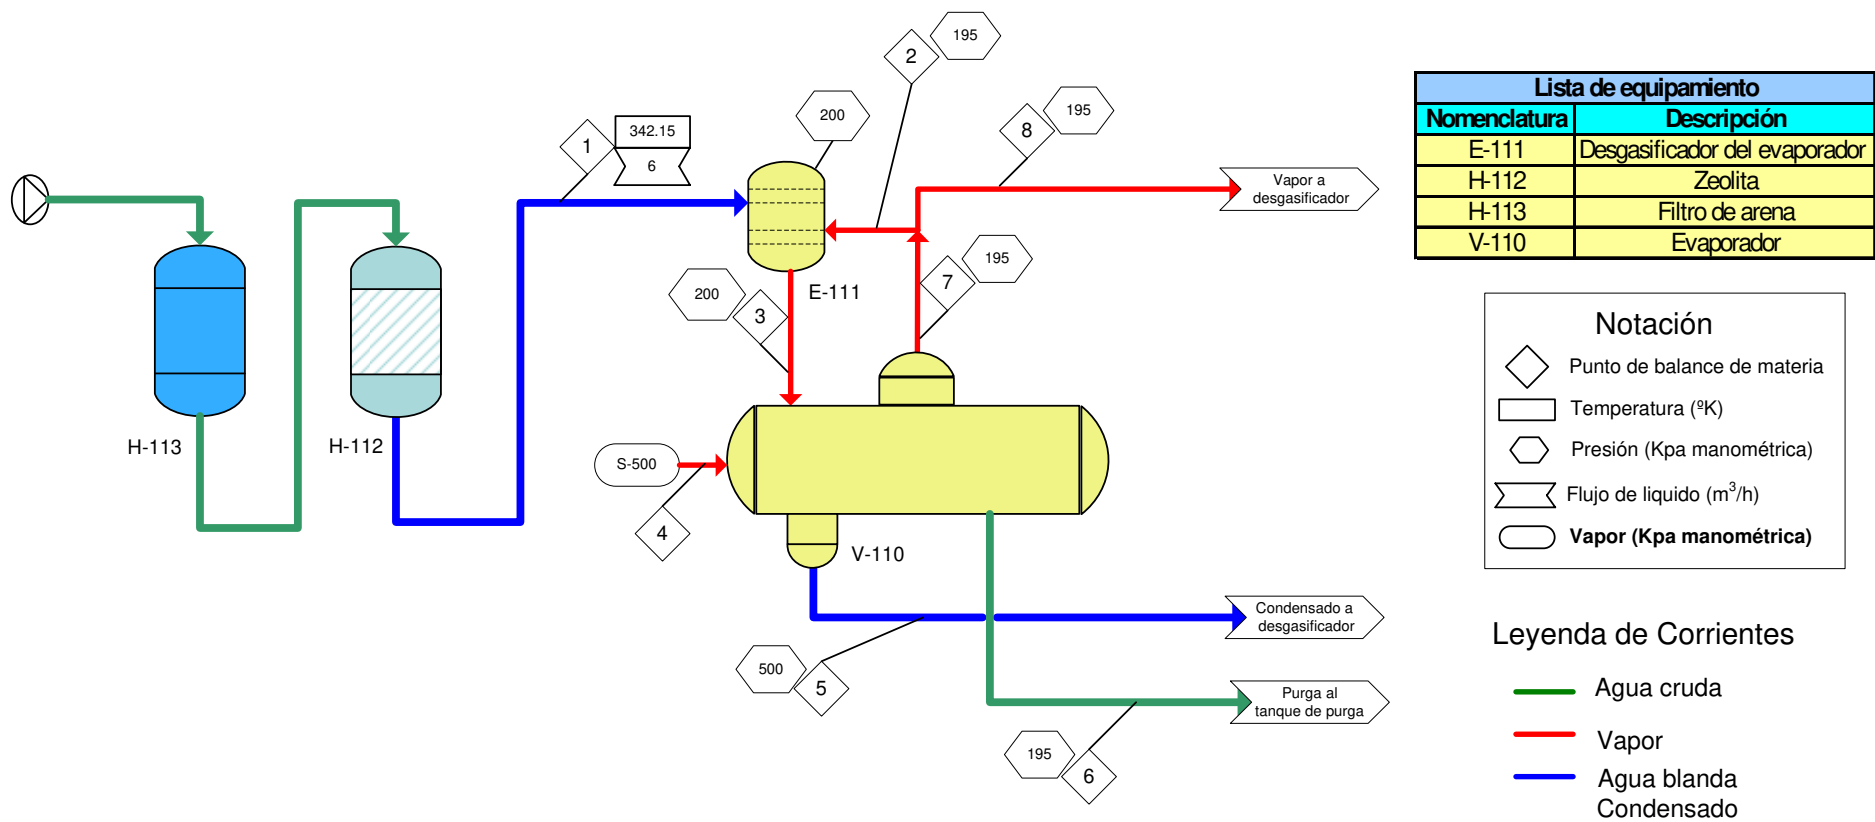 2
195
200
8
195
1
342.15
6
Vapor a
desgasificador
E-111
7
195
200
3
H-113
H-112
S-500
4
V-110
Condensado a
desgasificador
500
5
Purga al
tanque de purga
195
6
Lista de equipamiento
Nomenclatura Descripción
E-111 Desgasificador del evaporador
H-112 Zeolita
H-113 Filtro de arena
V-110 Evaporador
Notación
Punto de balance de materia
Temperatura (ºK)
Presión (Kpa manométrica)
Flujo de liquido (m³/h)
Vapor (Kpa manométrica)
Leyenda de Corrientes
Agua cruda
Vapor
Agua blanda
Condensado